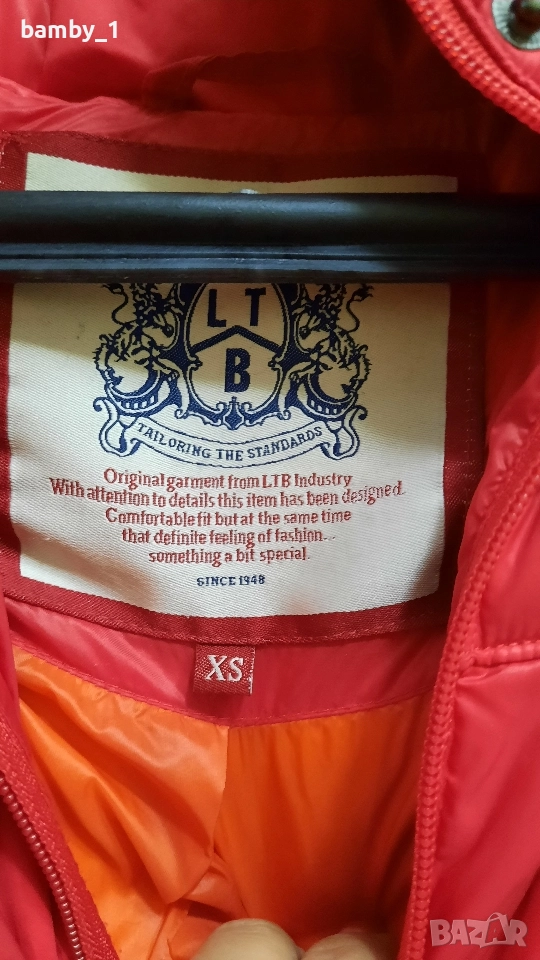 bamby_1
LT
B
TAILORING THE STANDARDS
Original garment from LTB Industry
With attention to details this item has been designed.
Comfortable fit but at the same time
that definite feeling of fashion...
something a bit special.
SINCE 1948
XS
BAZAR